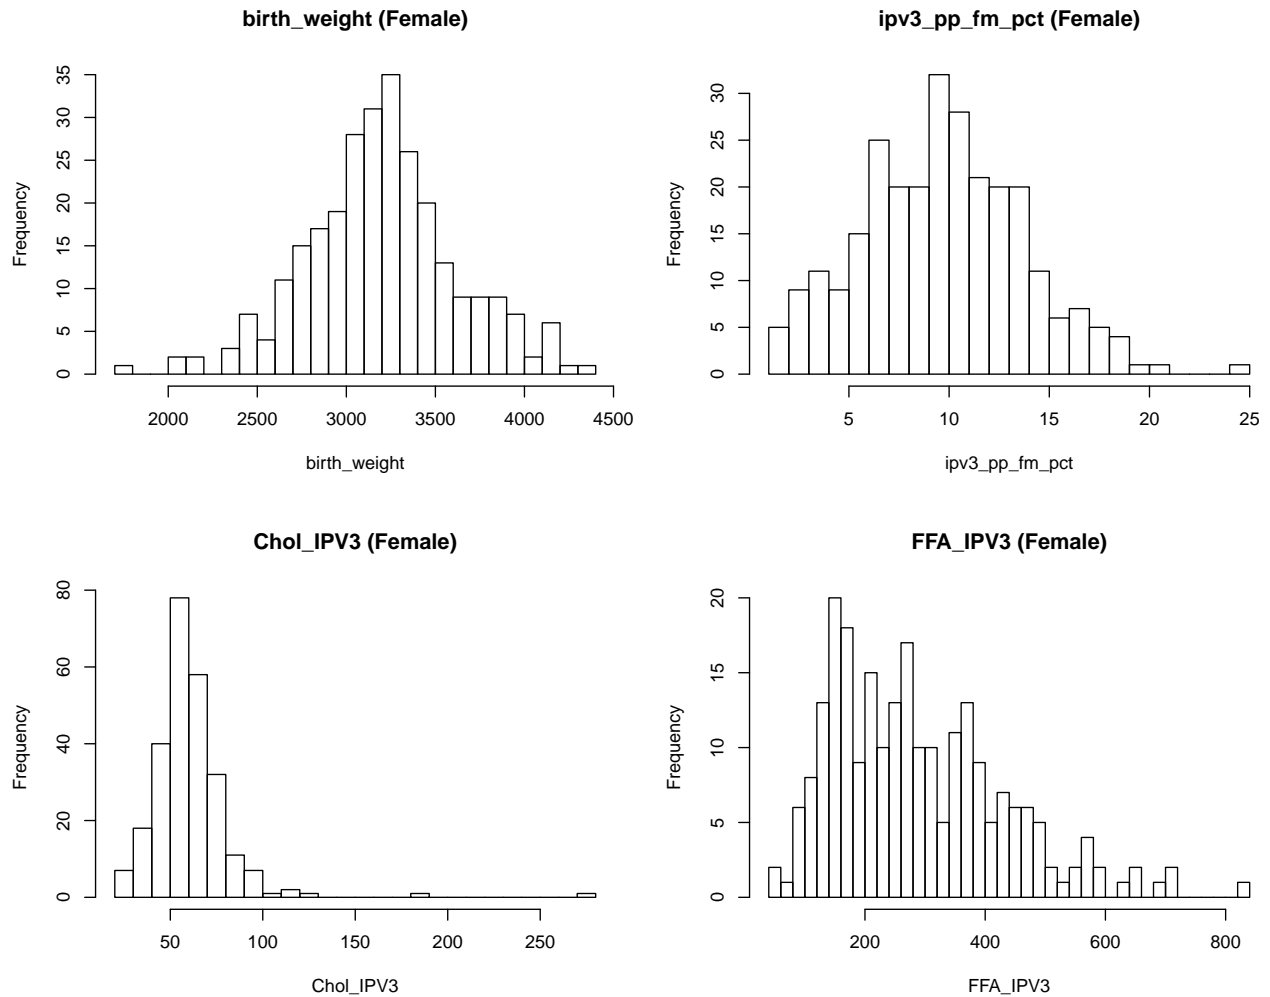 birth_weight (Female)
Frequency
0 5 10 15 20 25 30 35
2000 2500 3000 3500 4000 4500
birth_weight
ipv3_pp_fm_pct (Female)
Frequency
0 5 10 15 20 25 30
5 10 15 20 25
ipv3_pp_fm_pct
Chol_IPV3 (Female)
Frequency
0 20 40 60 80
50 100 150 200 250
Chol_IPV3
FFA_IPV3 (Female)
Frequency
0 5 10 15 20
200 400 600 800
FFA_IPV3